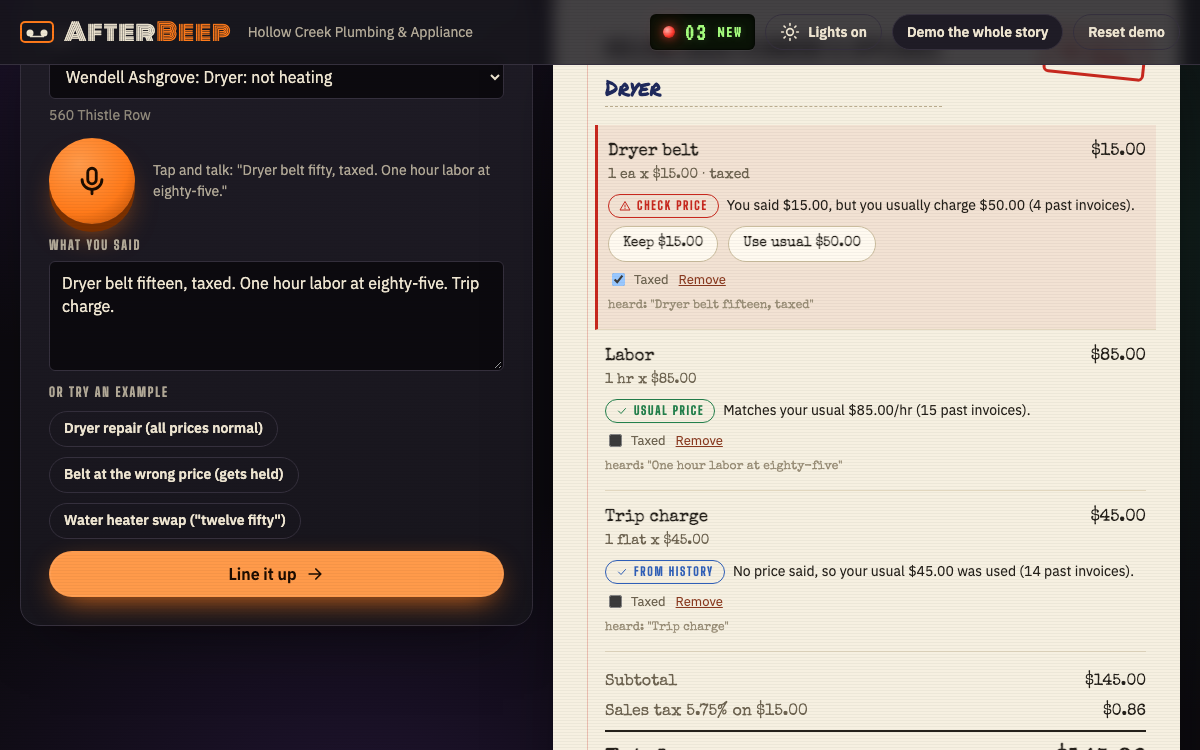 AFTERBEEP
Hollow Creek Plumbing & Appliance
03 NEW
Lights on
Demo the whole story
Reset demo
Wendell Ashgrove: Dryer: not heating
560 Thistle Row
Tap and talk: "Dryer belt fifty, taxed. One hour labor at
eighty-five."
WHAT YOU SAID
Dryer belt fifteen, taxed. One hour labor at eighty-five. Trip
charge.
OR TRY AN EXAMPLE
Dryer repair (all prices normal)
Belt at the wrong price (gets held)
Water heater swap ("twelve fifty")
Line it up →
DRYER
Dryer belt $15.00
1 ea x $15.00 · taxed
CHECK PRICE You said $15.00, but you usually charge $50.00 (4 past invoices).
Keep $15.00 Use usual $50.00
Taxed Remove
heard: "Dryer belt fifteen, taxed"
Labor $85.00
1 hr x $85.00
USUAL PRICE Matches your usual $85.00/hr (15 past invoices).
Taxed Remove
heard: "One hour labor at eighty-five"
Trip charge $45.00
1 flat x $45.00
FROM HISTORY No price said, so your usual $45.00 was used (14 past invoices).
Taxed Remove
heard: "Trip charge"
Subtotal $145.00
Sales tax 5.75% on $15.00 $0.86